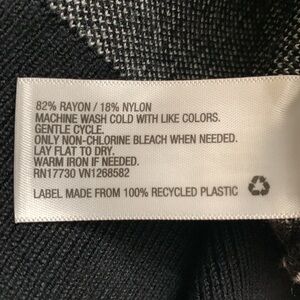 82% RAYON / 18% NYLON
MACHINE WASH COLD WITH LIKE COLORS.
GENTLE CYCLE.
ONLY NON-CHLORINE BLEACH WHEN NEEDED.
LAY FLAT TO DRY.
WARM IRON IF NEEDED.
RN17730 VN1268582
LABEL MADE FROM 100% RECYCLED PLASTIC